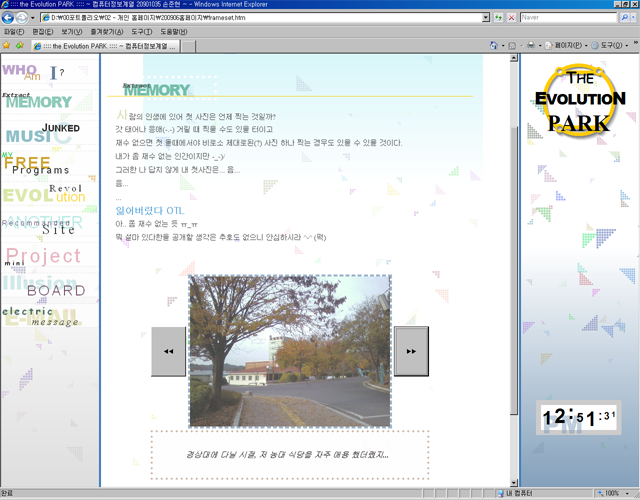 :::: the Evolution PARK :::: ~ 컴퓨터정보계열 20901035 손준현 ~ - Windows Internet Explorer
D:₩00포트폴리오₩02 - 개인 홈페이지₩200906홈페이지₩frameset.htm
Naver
파일(F) 편집(E) 보기(V) 즐겨찾기(A) 도구(T) 도움말(H)
:::: the Evolution PARK :::: ~ 컴퓨터정보계열 ...
페이지(P) 도구(O)
WHO Am I ?
Extract MEMORY
MUSIC JUNKED
MY FREE Programs
EVOL Revolution
ANOTHER Recommanded Site
Project mini
Illusion BOARD
E-MAIL electric message
Extract MEMORY
사람의 인생에 있어 첫 사진은 언제 찍는 것일까?
갓 태어나 응애(-.-) 거릴 때 찍을 수도 있을 터이고
재수 없으면 첫 돌때에서야 비로소 제대로된(?) 사진 하나 찍는 경우도 있을 수 있을 것이다.
내가 좀 재수 없는 인간이지만 -_-;/
그러한 나 답지 않게 내 첫사진은... 음...
음...
...
잃어버렸다 OTL
아.. 쫌 재수 없는 듯 ㅠ_ㅠ
뭐 설마 있다한들 공개할 생각은 추호도 없으니 안심하시라 ^-^ (퍽)
◀◀
▶▶
경상대에 다닐 시절, 저 농대 식당을 자주 애용 했더랬지...
THE
EVOLUTION
PARK
PM 12:51:31
완료
내 컴퓨터
100%